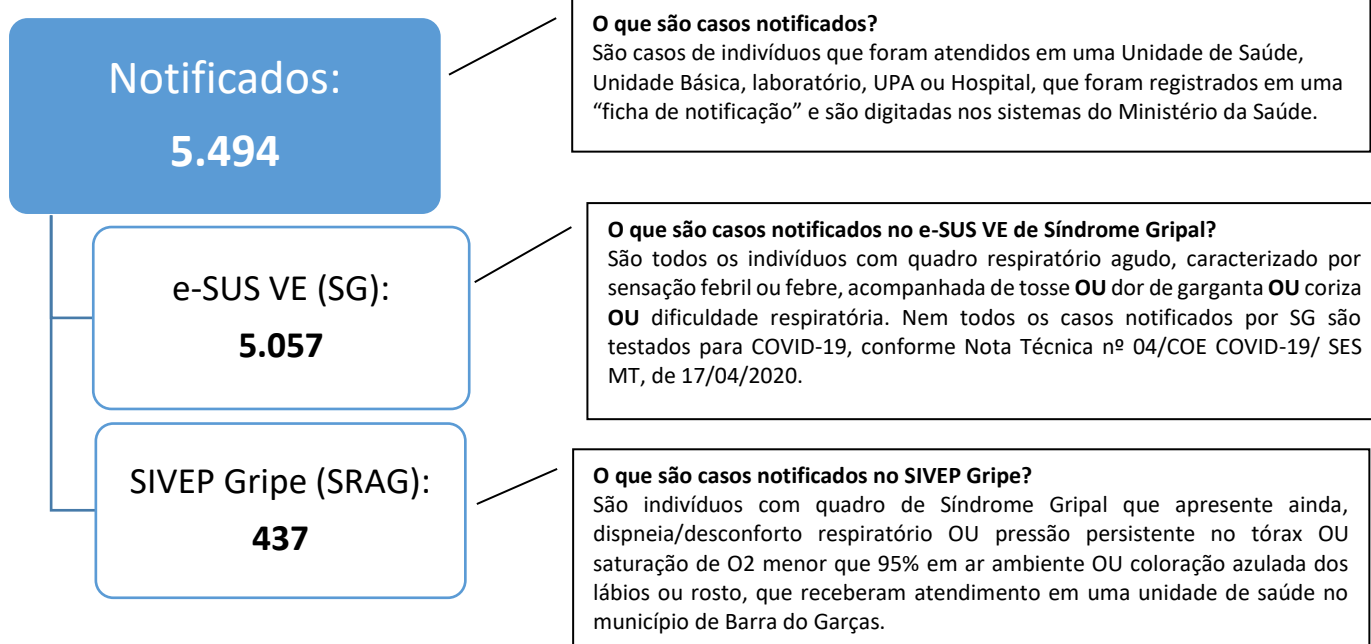 Notificados:
5.494
O que são casos notificados?
São casos de indivíduos que foram atendidos em uma Unidade de Saúde,
Unidade Básica, laboratório, UPA ou Hospital, que foram registrados em uma
“ficha de notificação” e são digitadas nos sistemas do Ministério da Saúde.
e-SUS VE (SG):
5.057
O que são casos notificados no e-SUS VE de Síndrome Gripal?
São todos os indivíduos com quadro respiratório agudo, caracterizado por
sensação febril ou febre, acompanhada de tosse OU dor de garganta OU coriza
OU dificuldade respiratória. Nem todos os casos notificados por SG são
testados para COVID-19, conforme Nota Técnica nº 04/COE COVID-19/ SES
MT, de 17/04/2020.
SIVEP Gripe (SRAG):
437
O que são casos notificados no SIVEP Gripe?
São indivíduos com quadro de Síndrome Gripal que apresente ainda,
dispneia/desconforto respiratório OU pressão persistente no tórax OU
saturação de O2 menor que 95% em ar ambiente OU coloração azulada dos
lábios ou rosto, que receberam atendimento em uma unidade de saúde no
município de Barra do Garças.